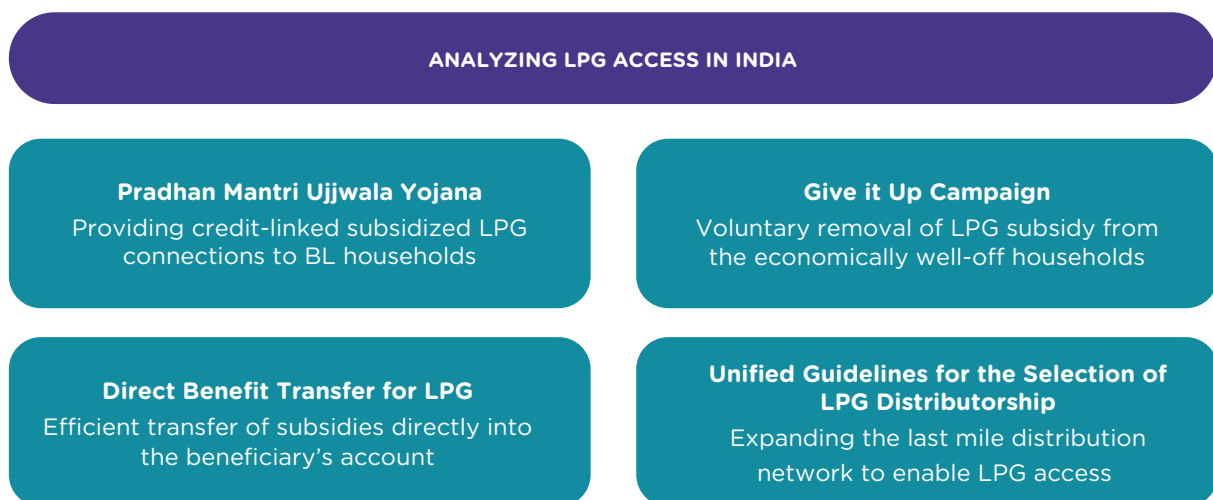 ANALYZING LPG ACCESS IN INDIA
Pradhan Mantri Ujjwala Yojana
Providing credit-linked subsidized LPG
connections to BL households
Give it Up Campaign
Voluntary removal of LPG subsidy from
the economically well-off households
Direct Benefit Transfer for LPG
Efficient transfer of subsidies directly into
the beneficiary's account
Unified Guidelines for the Selection of
LPG Distributorship
Expanding the last mile distribution
network to enable LPG access